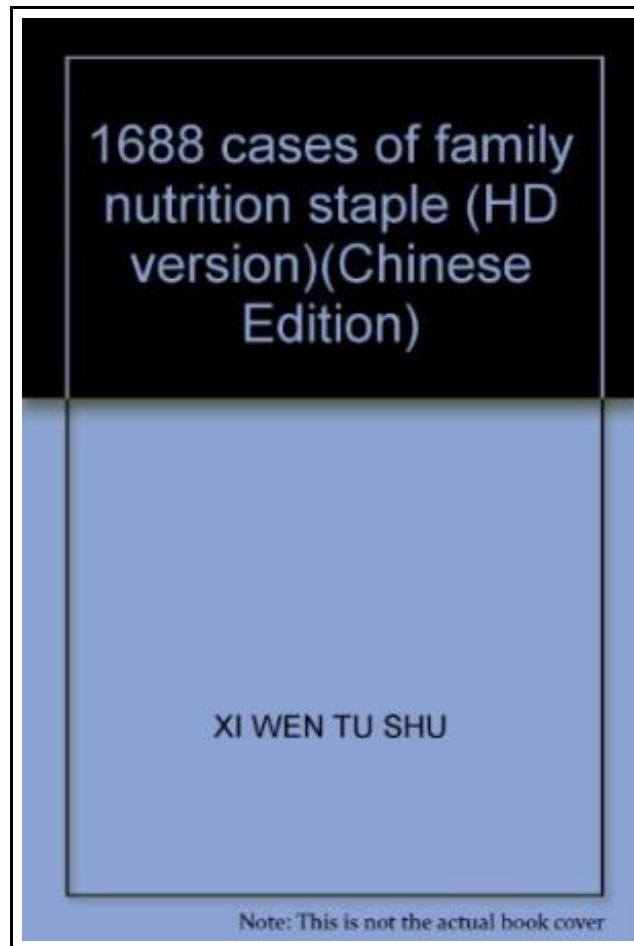 1688 cases of family
nutrition staple (HD
version)(Chinese
Edition)
XI WEN TU SHU
Note: This is not the actual book cover